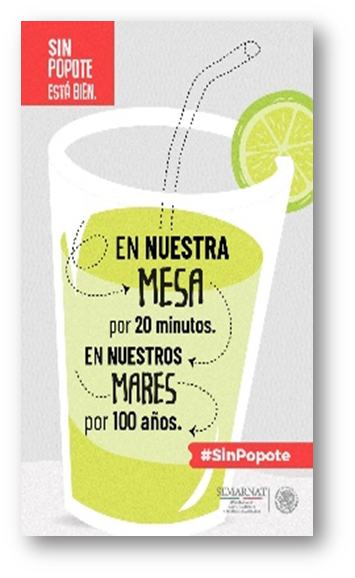 SIN
POPOTE
ESTÁ BIEN.
EN NUESTRA
MESA
por 20 minutos.
EN NUESTROS
MARES
por 100 años.
#SinPopote
SEMARNAT